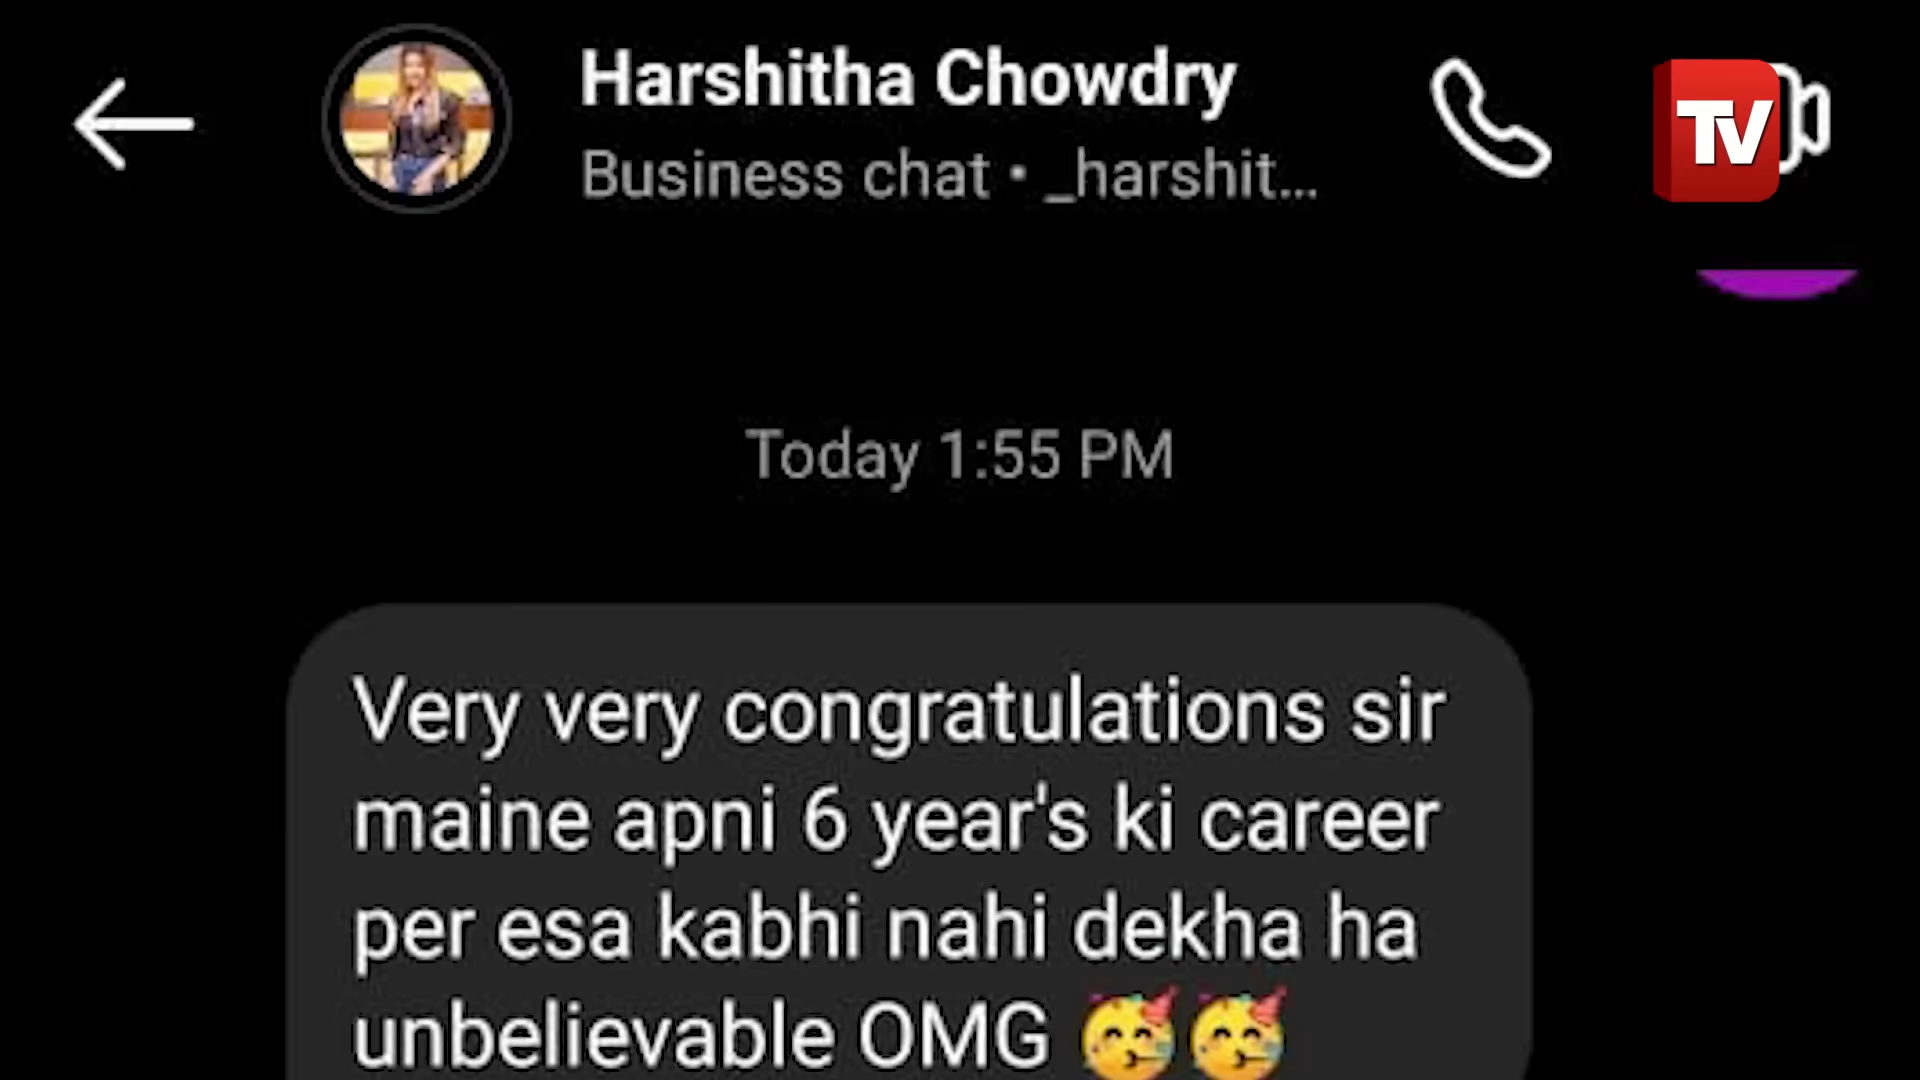 Harshitha Chowdry
Business chat • _harshit...
TV
Today 1:55 PM
Very very congratulations sir
maine apni 6 year's ki career
per esa kabhi nahi dekha ha
unbelievable OMG 🥳🥳